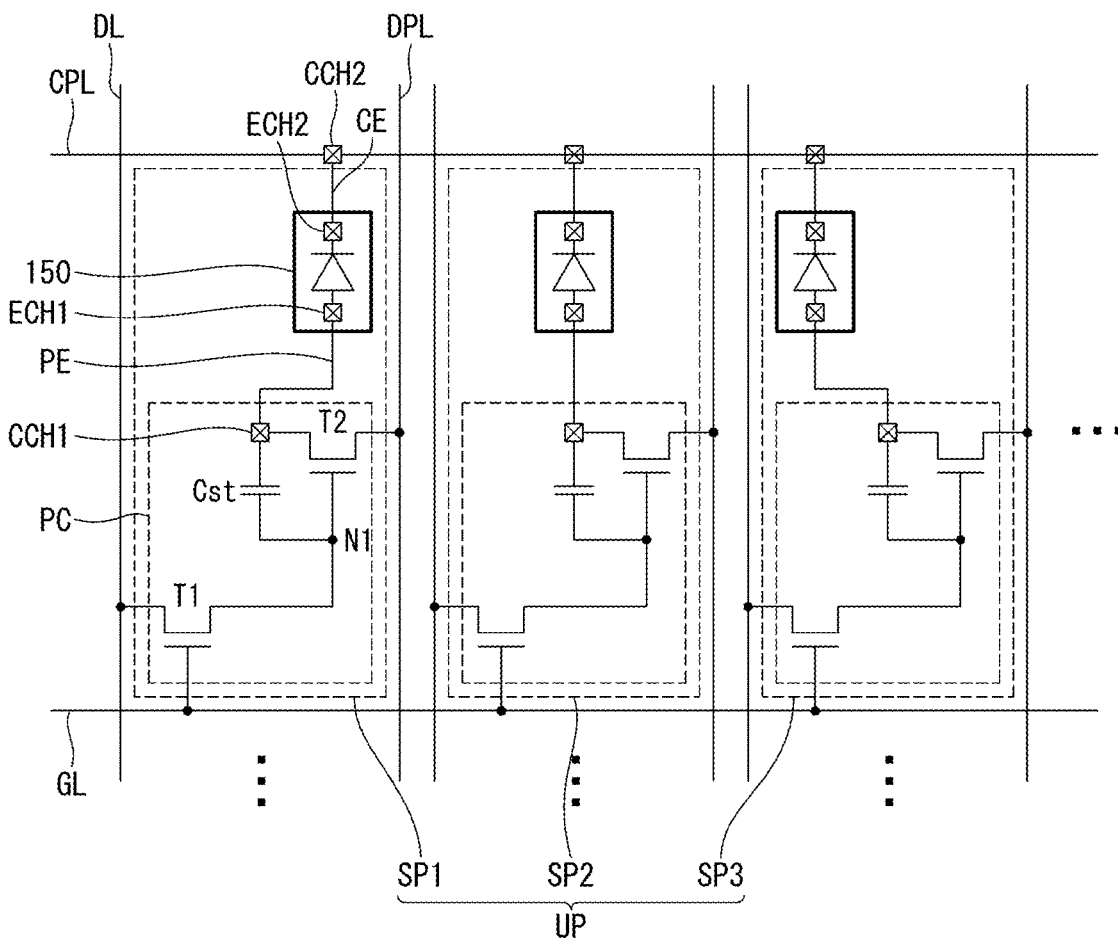 DL
DPL
CPL
CCH2
ECH2
CE
150
ECH1
PE
T2
CCH1
Cst
PC
N1
T1
GL
SP1
SP2
SP3
UP